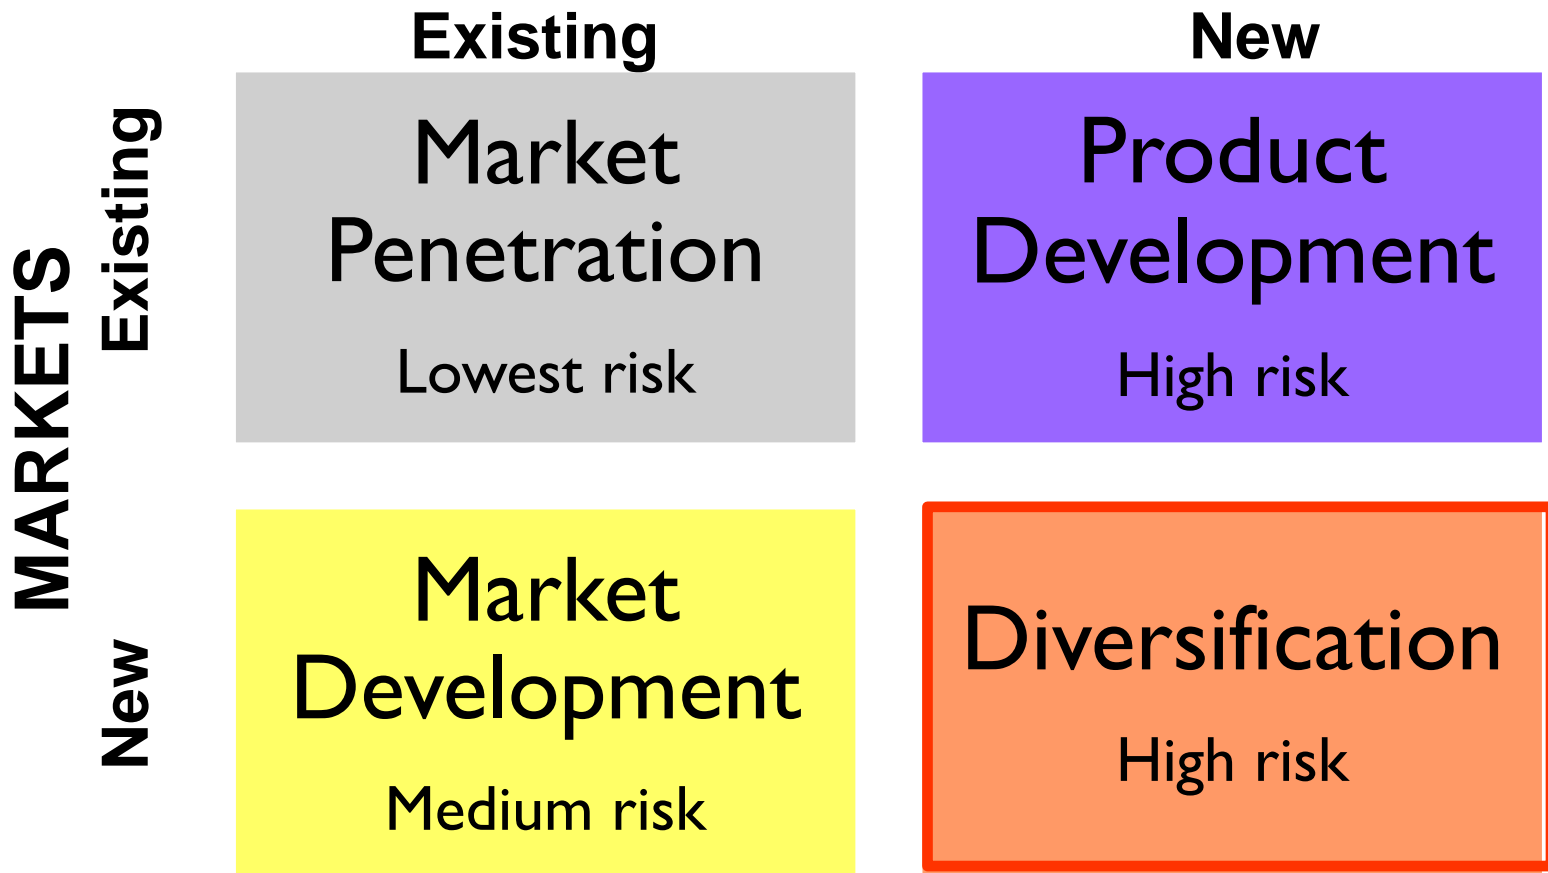 Existing
New
MARKETS
Existing
Market
Penetration
Lowest risk
Product
Development
High risk
New
Market
Development
Medium risk
Diversification
High risk